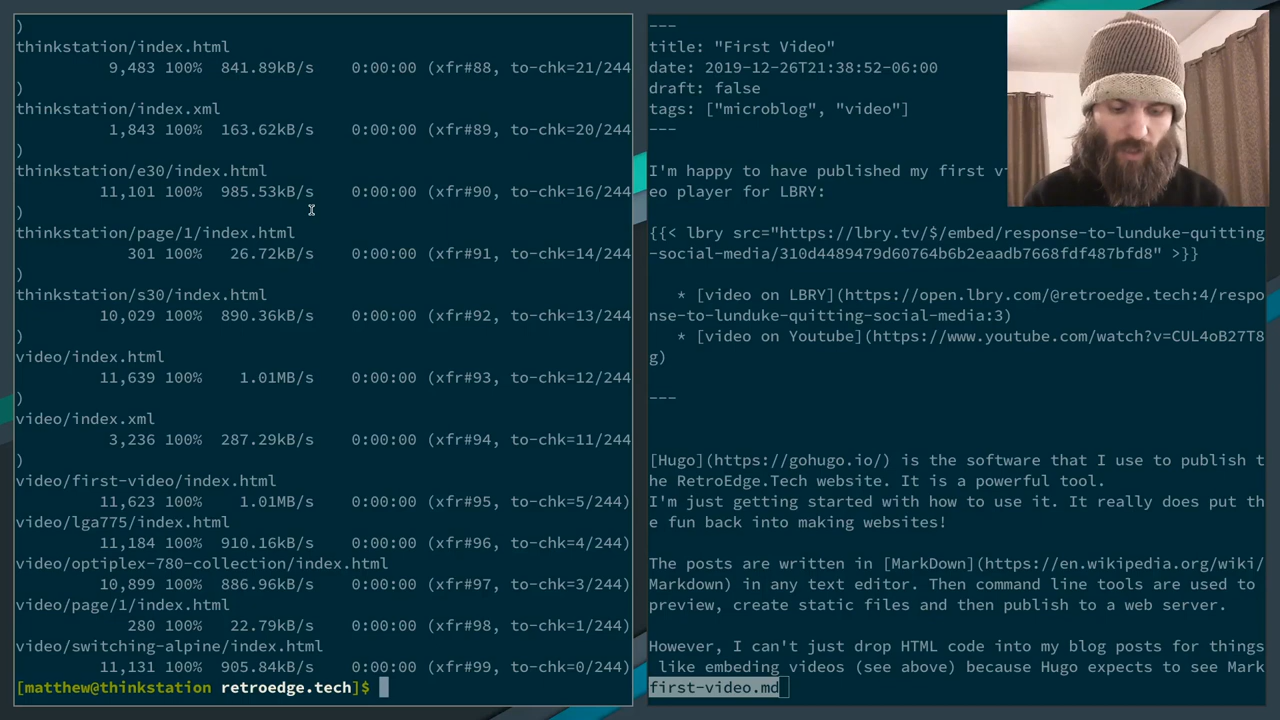 )
thinkstation/index.html
9,483 100% 841.89kB/s 0:00:00 (xfr#88, to-chk=21/244
)
thinkstation/index.xml
1,843 100% 163.62kB/s 0:00:00 (xfr#89, to-chk=20/244
)
thinkstation/e30/index.html
11,101 100% 985.53kB/s 0:00:00 (xfr#90, to-chk=16/244
)
thinkstation/page/1/index.html
301 100% 26.72kB/s 0:00:00 (xfr#91, to-chk=14/244
)
thinkstation/s30/index.html
10,029 100% 890.36kB/s 0:00:00 (xfr#92, to-chk=13/244
)
video/index.html
11,639 100% 1.01MB/s 0:00:00 (xfr#93, to-chk=12/244
)
video/index.xml
3,236 100% 287.29kB/s 0:00:00 (xfr#94, to-chk=11/244
)
video/first-video/index.html
11,623 100% 1.01MB/s 0:00:00 (xfr#95, to-chk=5/244)
video/lga775/index.html
11,184 100% 910.16kB/s 0:00:00 (xfr#96, to-chk=4/244)
video/optiplex-780-collection/index.html
10,899 100% 886.96kB/s 0:00:00 (xfr#97, to-chk=3/244)
video/page/1/index.html
280 100% 22.79kB/s 0:00:00 (xfr#98, to-chk=1/244)
video/switching-alpine/index.html
11,131 100% 905.84kB/s 0:00:00 (xfr#99, to-chk=0/244)
[matthew@thinkstation retroedge.tech]$
---
title: "First Video"
date: 2019-12-26T21:38:52-06:00
draft: false
tags: ["microblog", "video"]
---
I'm happy to have published my first v
eo player for LBRY:
{{< lbry src="https://lbry.tv/$/embed/response-to-lunduke-quitting
-social-media/310d4489479d60764b6b2eaadb7668fdf487bfd8" >}}
* [video on LBRY](https://open.lbry.com/@retroedge.tech:4/respo
nse-to-lunduke-quitting-social-media:3)
* [video on Youtube](https://www.youtube.com/watch?v=CUL4oB27T8
g)
---
[Hugo](https://gohugo.io/) is the software that I use to publish t
he RetroEdge.Tech website. It is a powerful tool.
I'm just getting started with how to use it. It really does put th
e fun back into making websites!
The posts are written in [MarkDown](https://en.wikipedia.org/wiki/
Markdown) in any text editor. Then command line tools are used to
preview, create static files and then publish to a web server.
However, I can't just drop HTML code into my blog posts for things
like embeding videos (see above) because Hugo expects to see Mark
first-video.md